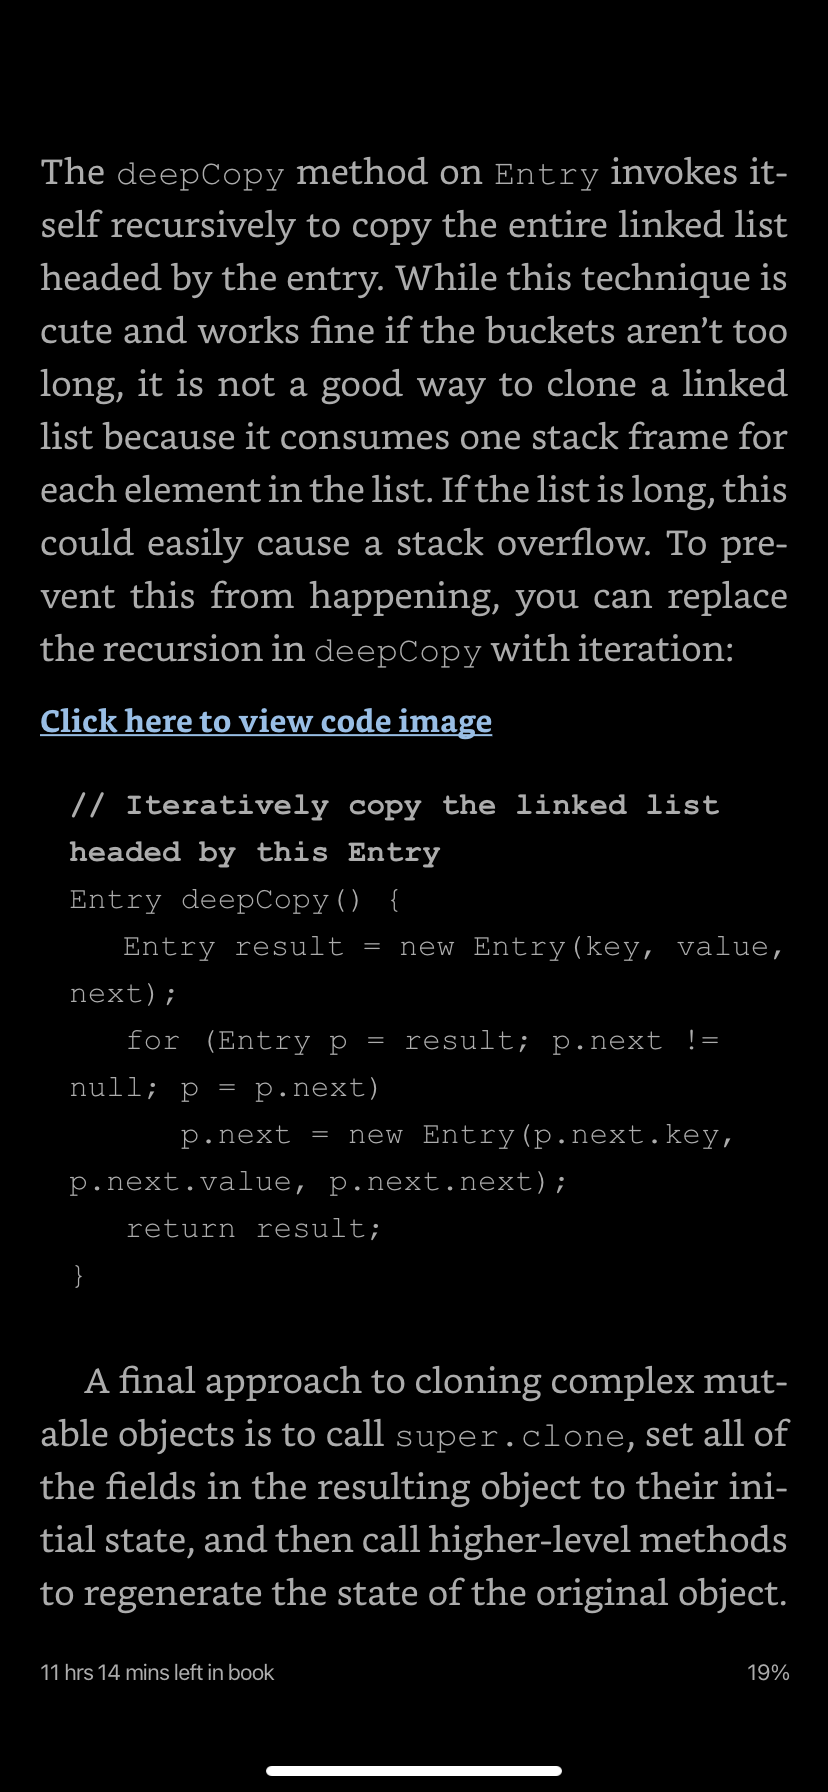 The deepCopy method on Entry invokes it-
self recursively to copy the entire linked list
headed by the entry. While this technique is
cute and works fine if the buckets aren’t too
long, it is not a good way to clone a linked
list because it consumes one stack frame for
each element in the list. If the list is long, this
could easily cause a stack overflow. To pre-
vent this from happening, you can replace
the recursion in deepCopy with iteration:
Click here to view code image
// Iteratively copy the linked list
headed by this Entry
Entry deepCopy() {
   Entry result = new Entry(key, value,
next);
   for (Entry p = result; p.next !=
null; p = p.next)
      p.next = new Entry(p.next.key,
p.next.value, p.next.next);
   return result;
}
A final approach to cloning complex mut-
able objects is to call super.clone, set all of
the fields in the resulting object to their ini-
tial state, and then call higher-level methods
to regenerate the state of the original object.
11 hrs 14 mins left in book 19%